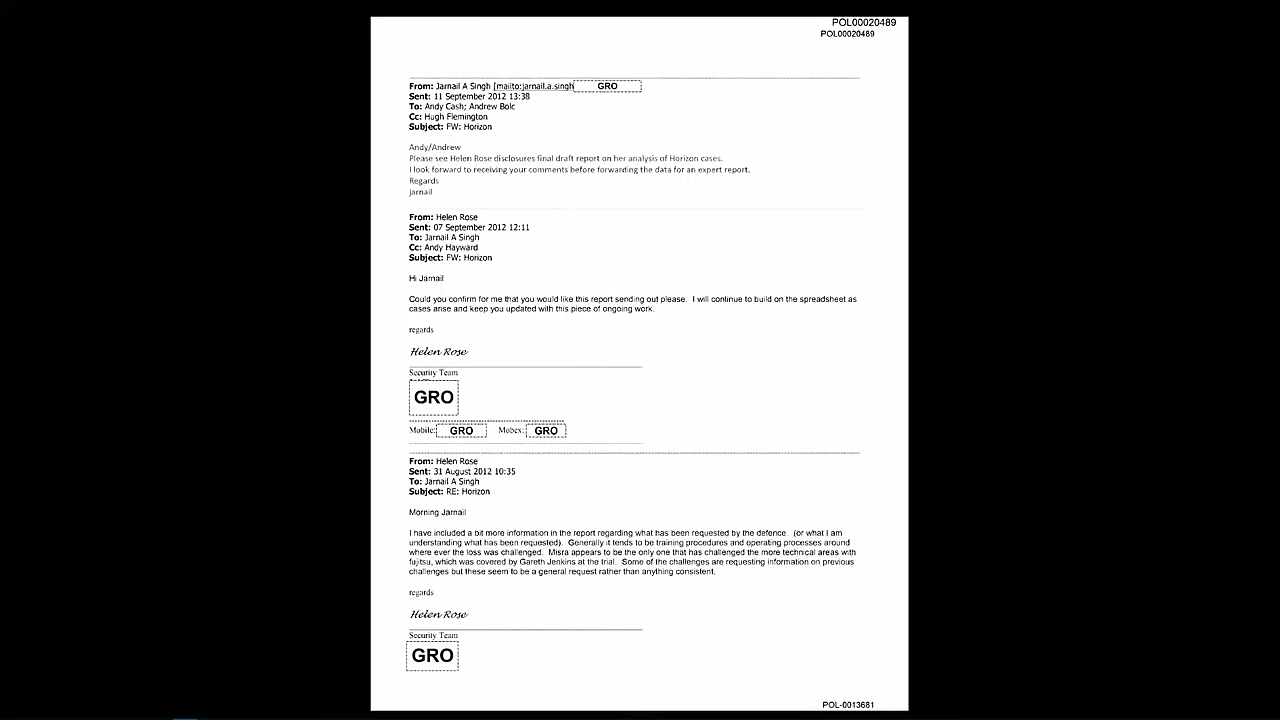 POL00020489
POL00020489
From: Jarnail A Singh [mailto:jarnail.a.singh GRO
Sent: 11 September 2012 13:38
To: Andy Cash; Andrew Bolc
Cc: Hugh Flemington
Subject: FW: Horizon
Andy/Andrew
Please see Helen Rose disclosures final draft report on her analysis of Horizon cases.
I look forward to receiving your comments before forwarding the data for an expert report.
Regards
jarnail
From: Helen Rose
Sent: 07 September 2012 12:11
To: Jarnail A Singh
Cc: Andy Hayward
Subject: FW: Horizon
Hi Jarnail
Could you confirm for me that you would like this report sending out please. I will continue to build on the spreadsheet as
cases arise and keep you updated with this piece of ongoing work.
regards
Helen Rose
Security Team
GRO
Mobile: GRO Mobex: GRO
From: Helen Rose
Sent: 31 August 2012 10:35
To: Jarnail A Singh
Subject: RE: Horizon
Morning Jarnail
I have included a bit more information in the report regarding what has been requested by the defence. (or what I am
understanding what has been requested). Generally it tends to be training procedures and operating processes around
where ever the loss was challenged. Misra appears to be the only one that has challenged the more technical areas with
fujitsu, which was covered by Gareth Jenkins at the trial. Some of the challenges are requesting information on previous
challenges but these seem to be a general request rather than anything consistent.
regards
Helen Rose
Security Team
GRO
POL-0013681